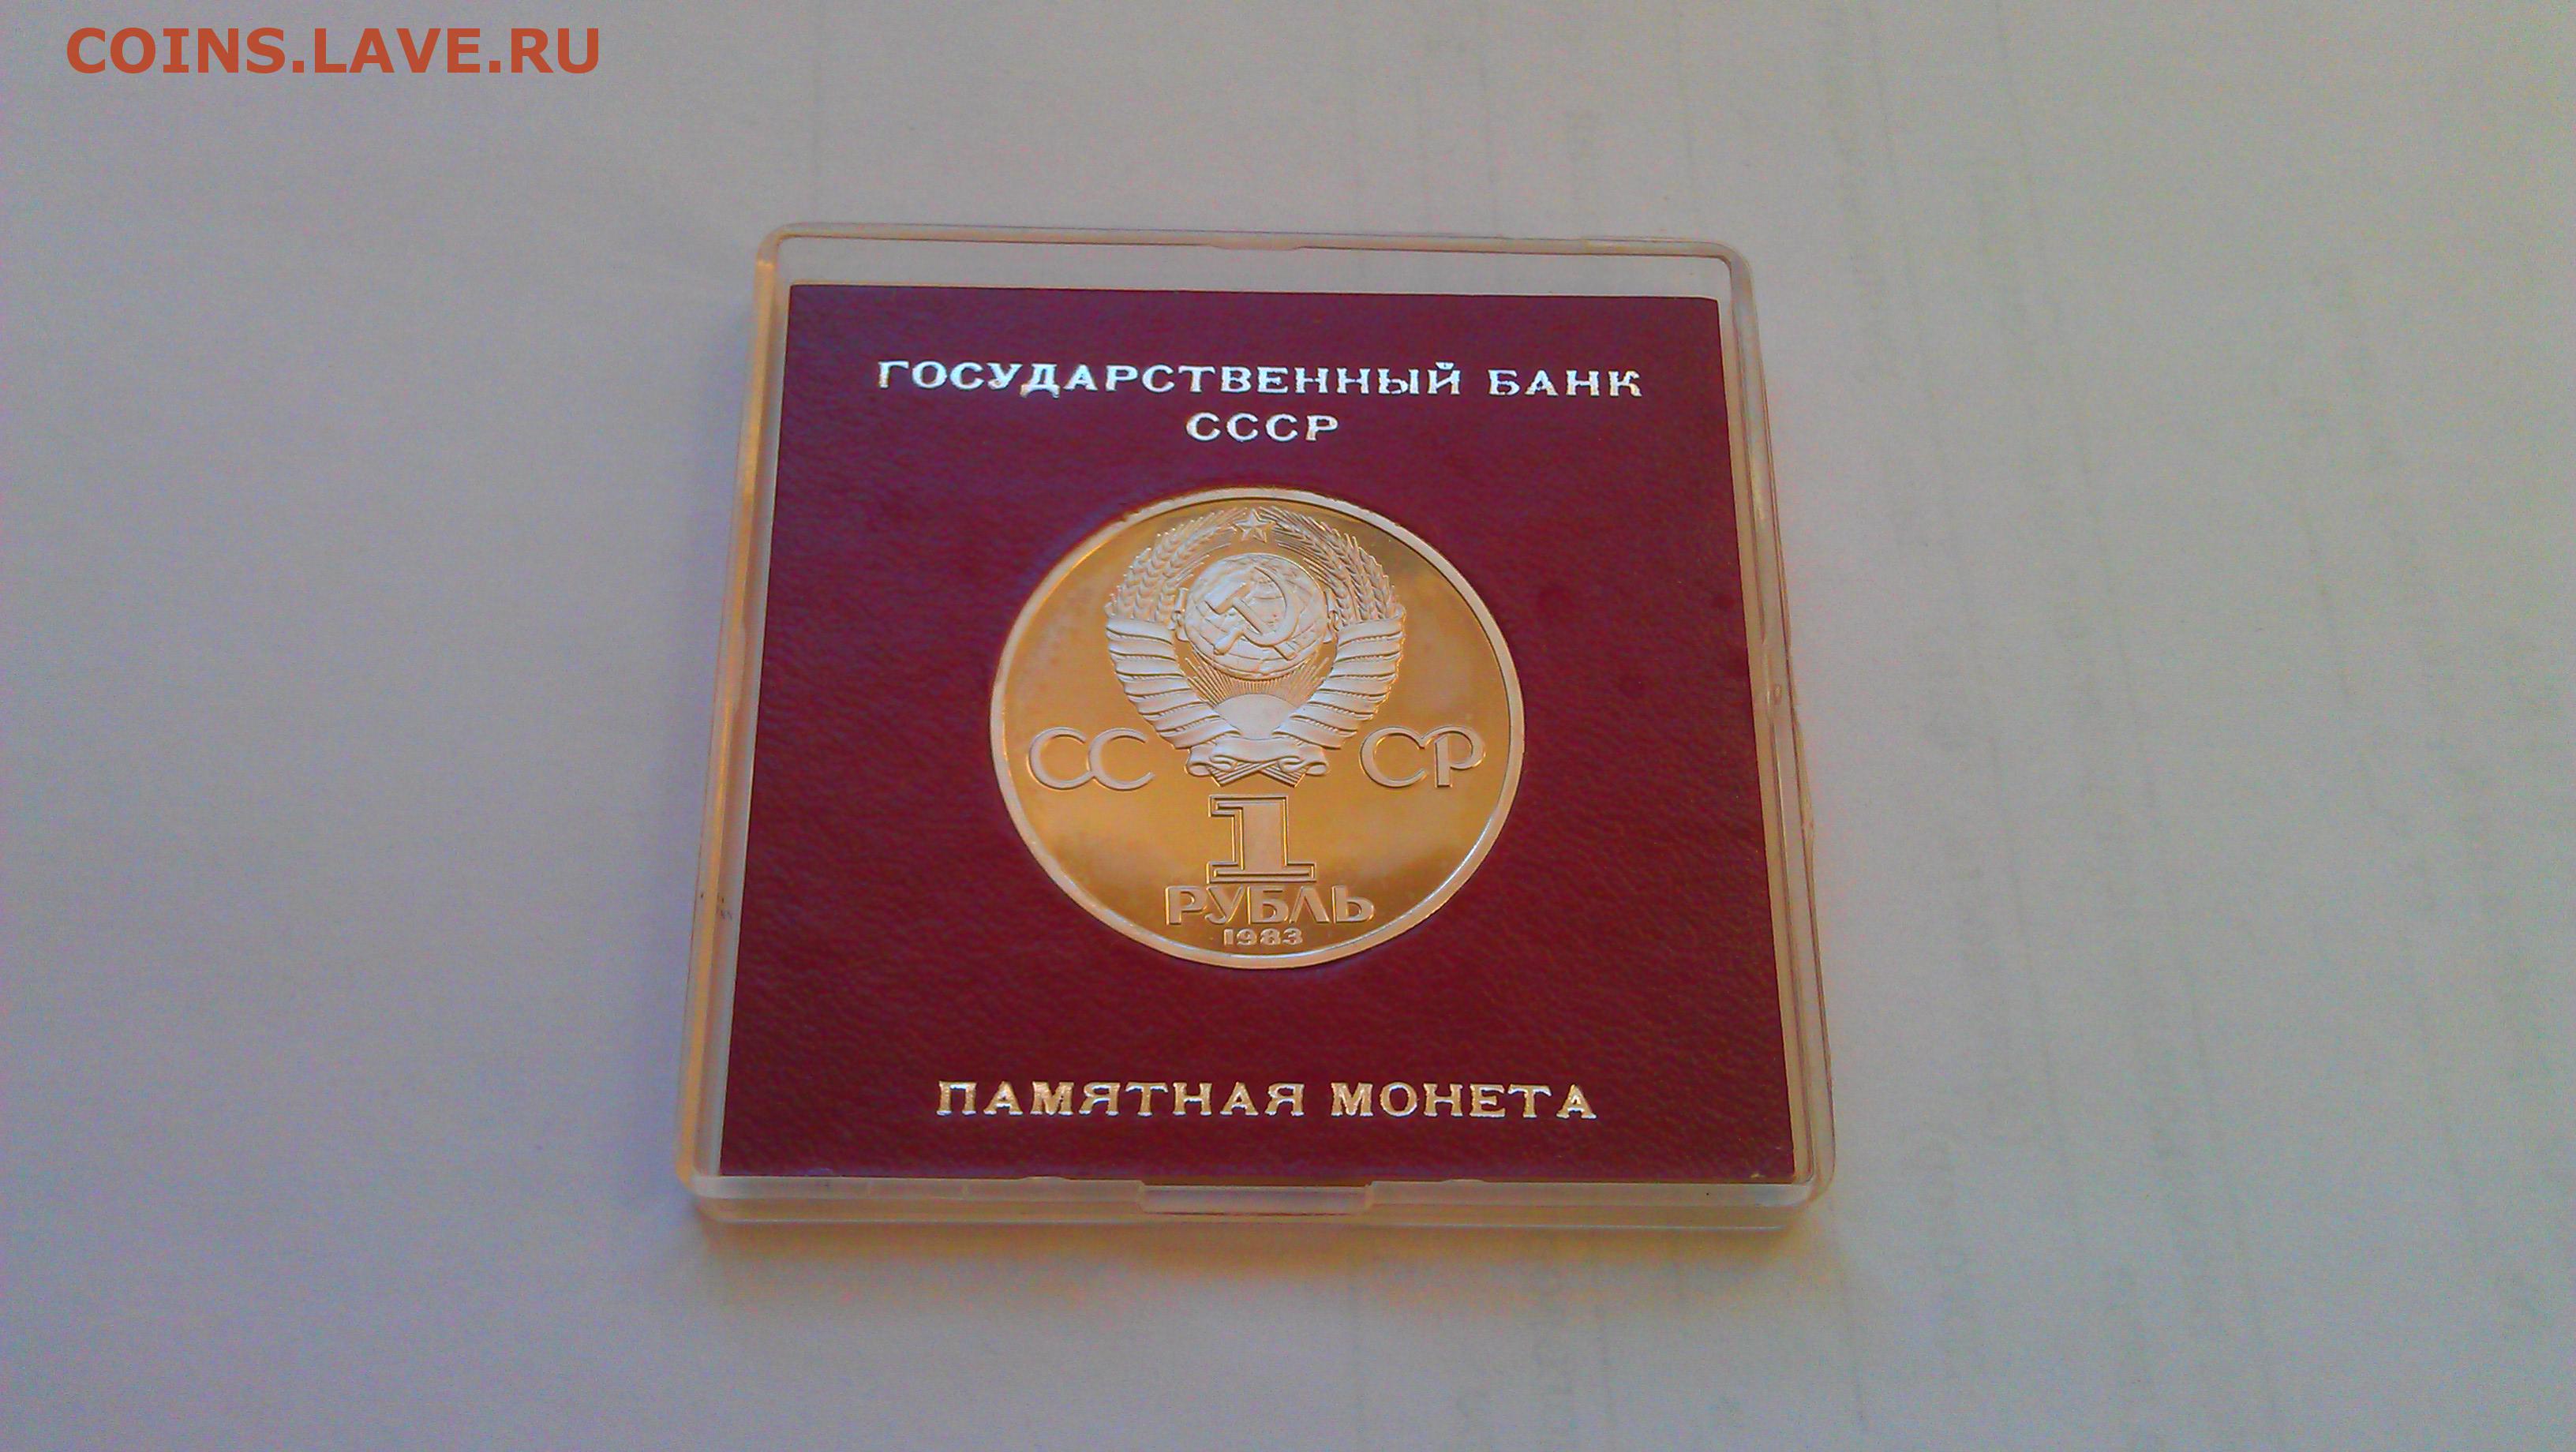 COINS.LAVE.RU
ГОСУДАРСТВЕННЫЙ БАНК
СССР
СС СР
1
РУБЛЬ
1983
ПАМЯТНАЯ МОНЕТА